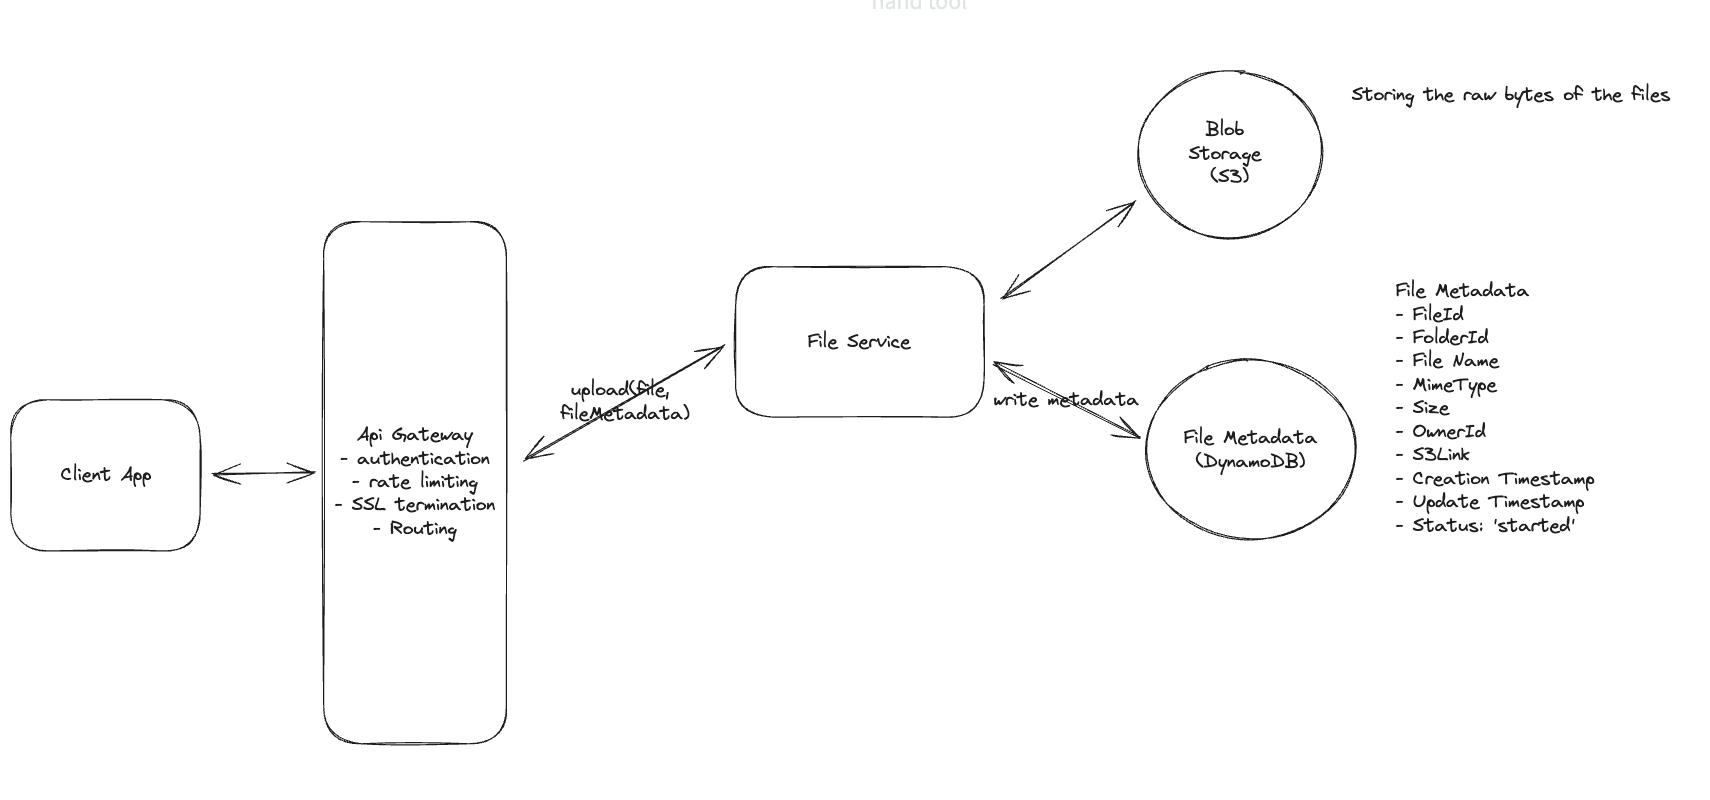 hand tool
Storing the raw bytes of the files
Blob
Storage
(S3)
File Metadata
- FileId
- FolderId
- File Name
- MimeType
- Size
- OwnerId
- S3Link
- Creation Timestamp
- Update Timestamp
- Status: 'started'
File Service
upload(file,
fileMetadata)
write metadata
File Metadata
(DynamoDB)
Api Gateway
- authentication
- rate limiting
- SSL termination
- Routing
Client App